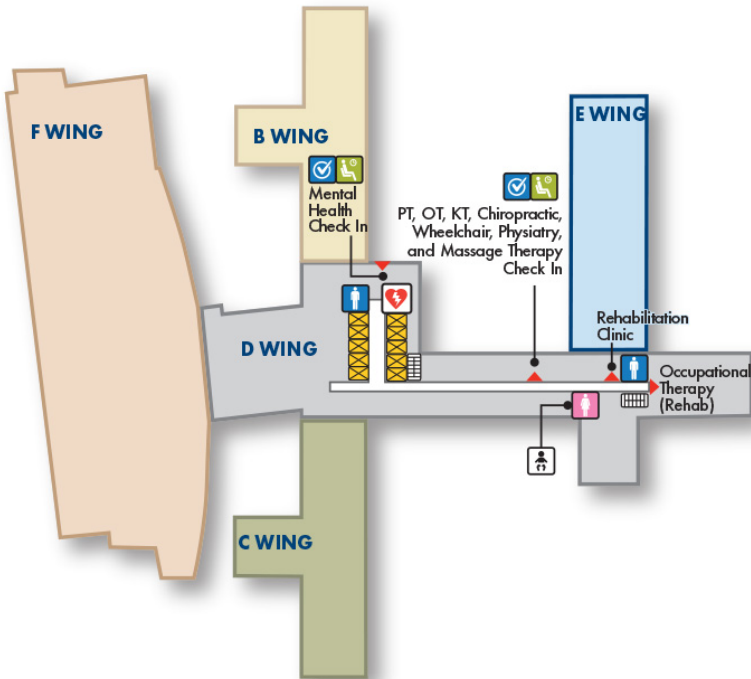 F WING
B WING
E WING
Mental
Health
Check In
PT, OT, KT, Chiropractic,
Wheelchair, Physiatry,
and Massage Therapy
Check In
Rehabilitation
Clinic
D WING
Occupational
Therapy
(Rehab)
C WING